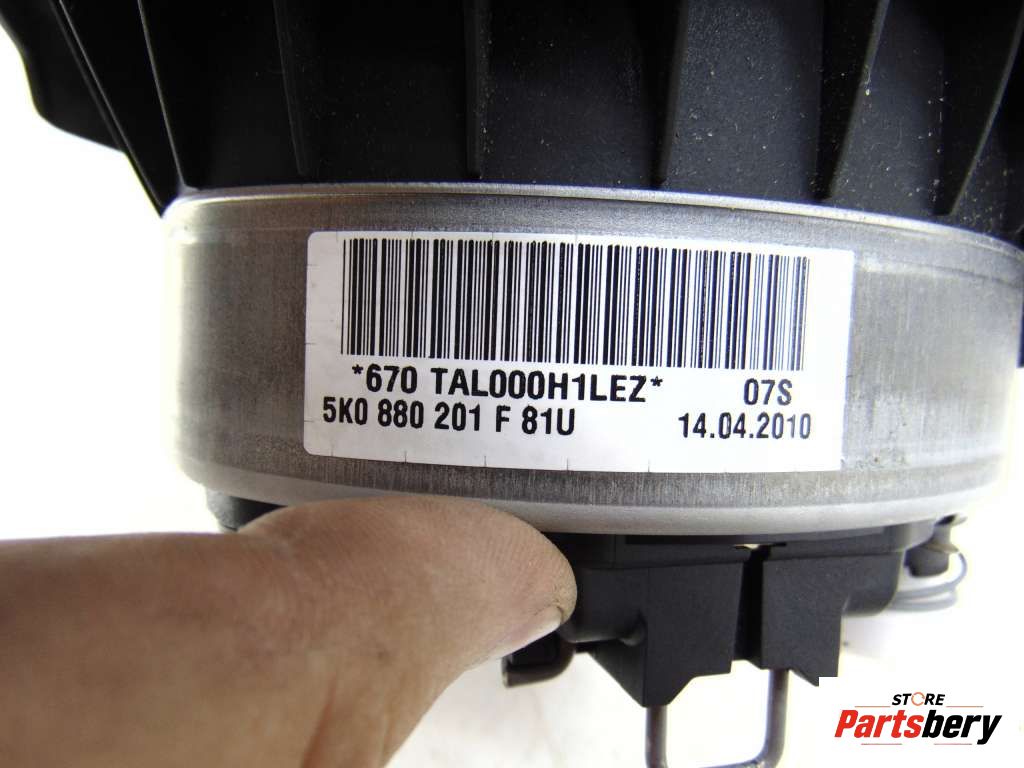 *670 TAL000H1LEZ* 07S
5K0 880 201 F 81U 14.04.2010
STORE
Partsbery